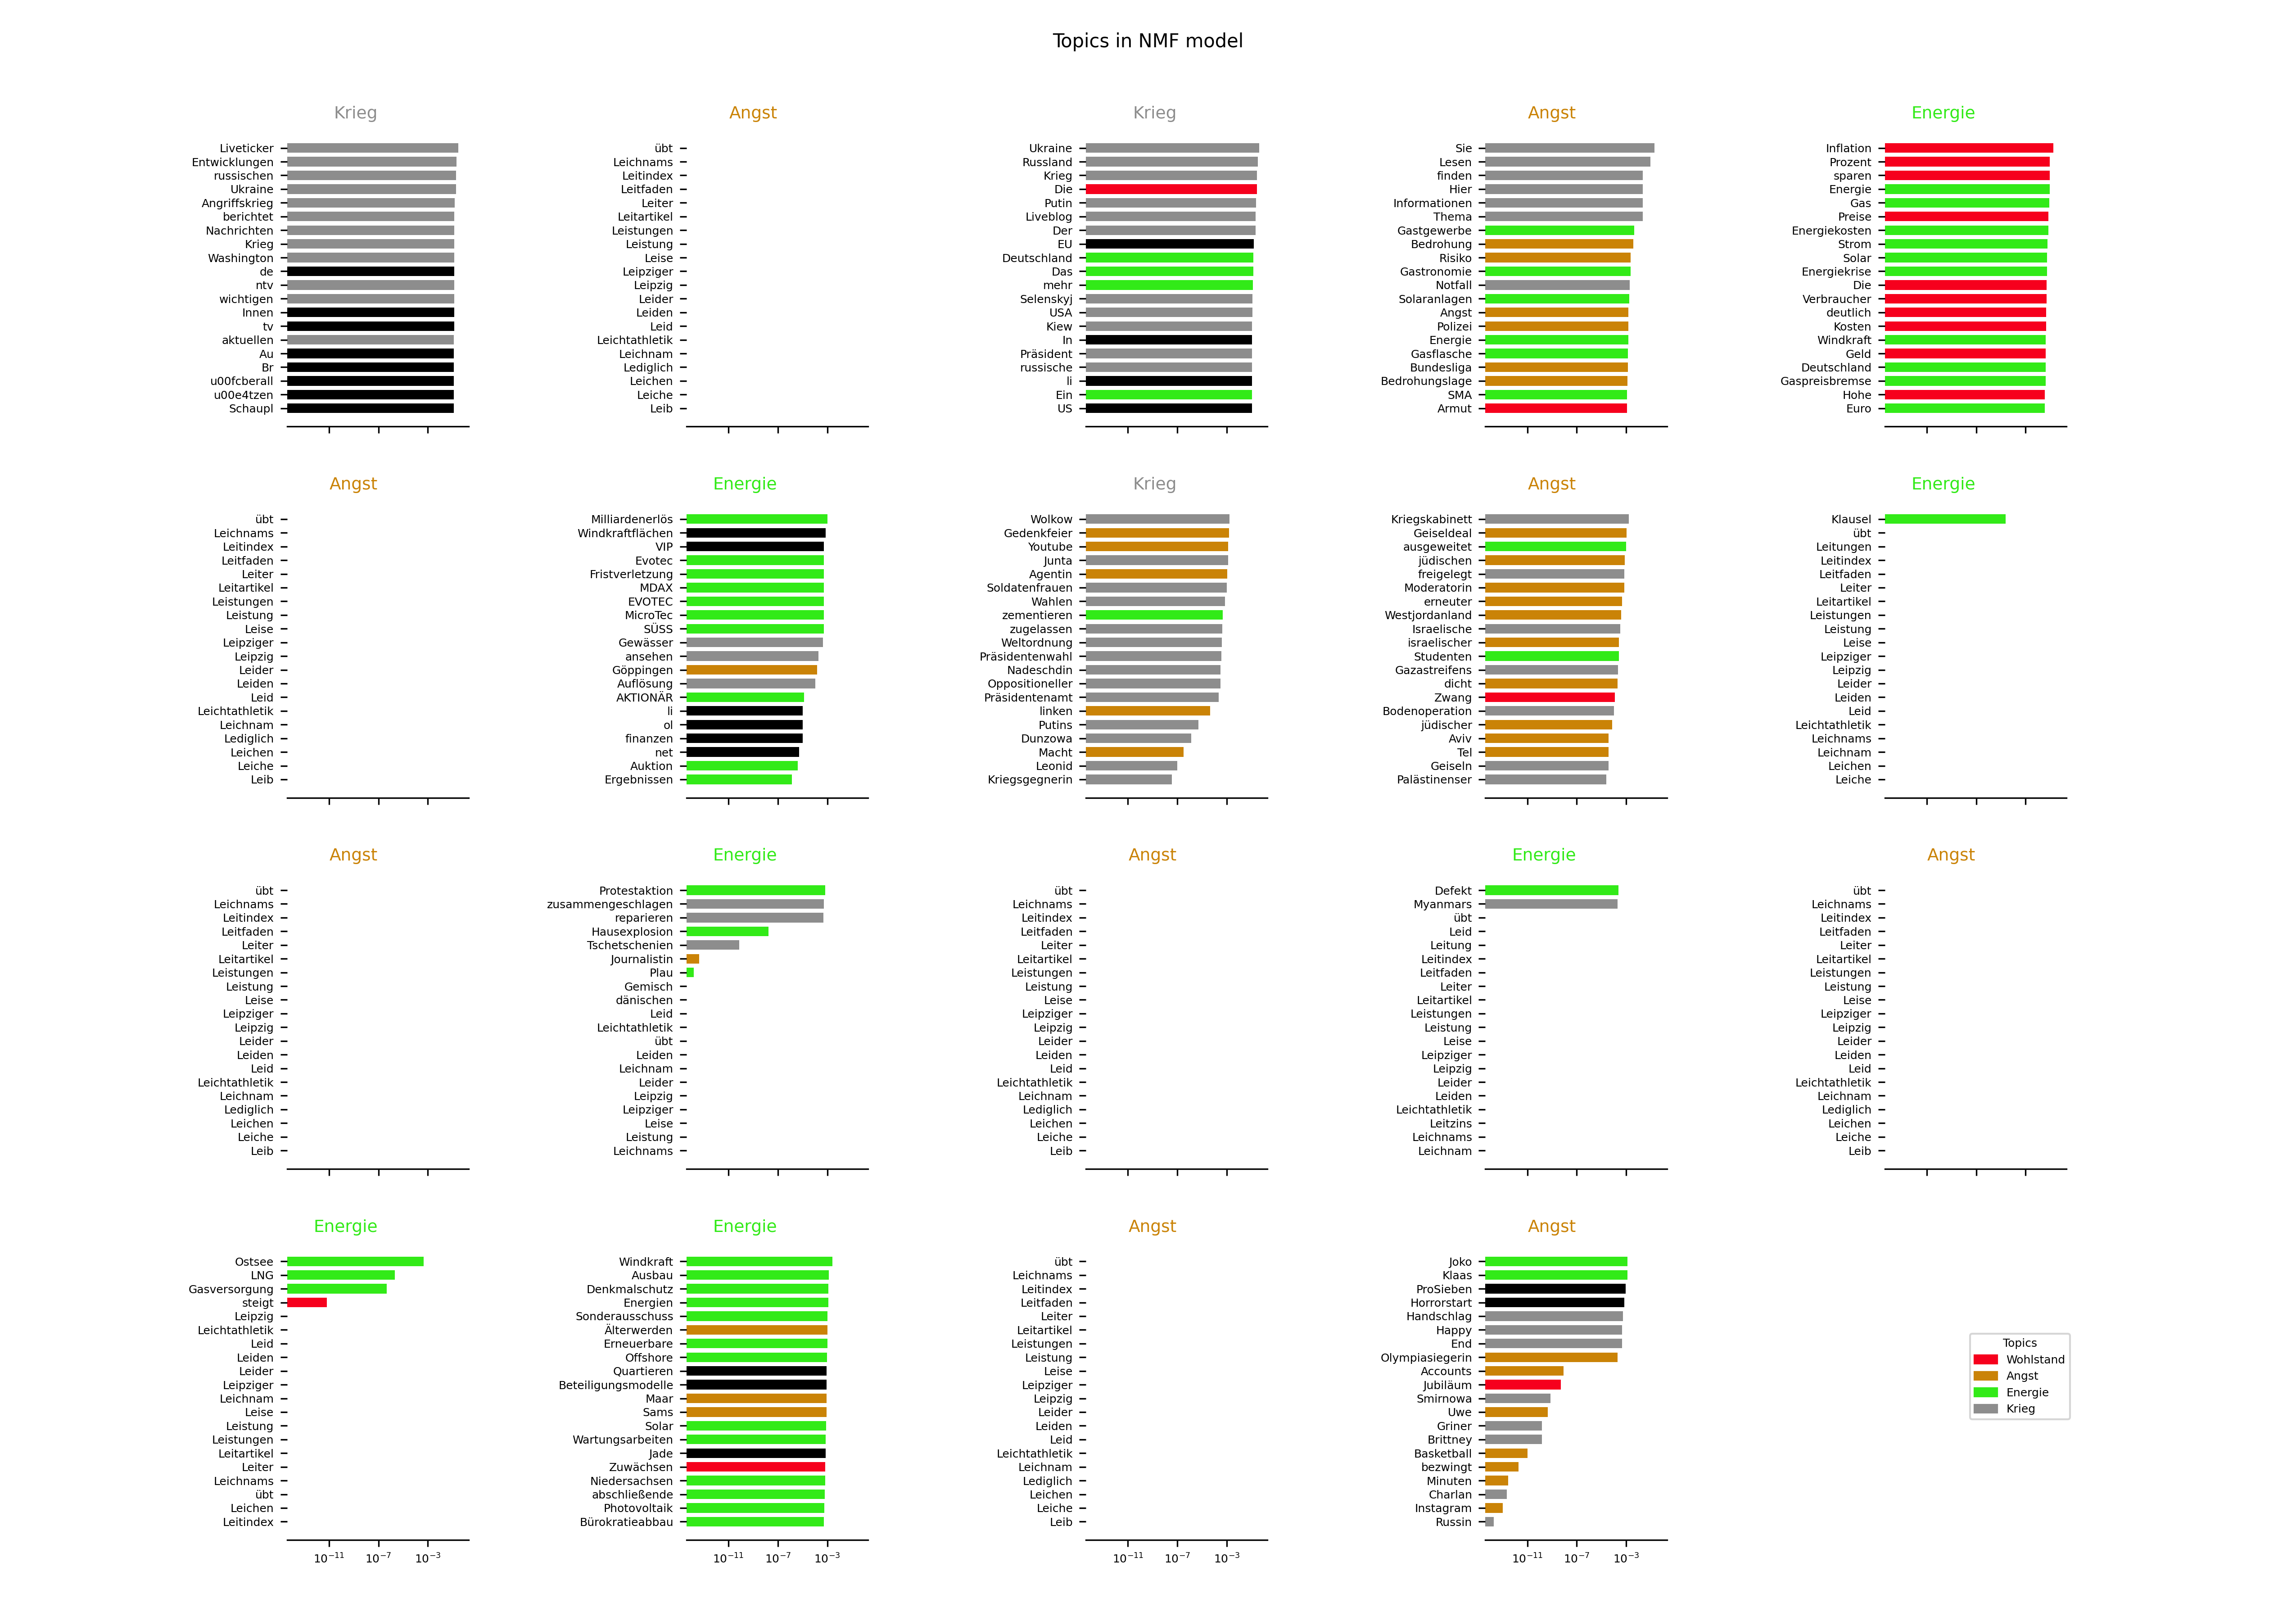 Topics in NMF model
Krieg
Liveticker
Entwicklungen
russischen
Ukraine
Angriffskrieg
berichtet
Nachrichten
Krieg
Washington
de
ntv
wichtigen
Innen
tv
aktuellen
Au
Br
u00fcberall
u00e4tzen
Schaupl
Angst
übt
Leichnams
Leitindex
Leitfaden
Leiter
Leitartikel
Leistungen
Leistung
Leise
Leipziger
Leipzig
Leider
Leiden
Leid
Leichtathletik
Leichnam
Lediglich
Leichen
Leiche
Leib
Krieg
Ukraine
Russland
Krieg
Die
Putin
Liveblog
Der
EU
Deutschland
Das
mehr
Selenskyj
USA
Kiew
In
Präsident
russische
li
Ein
US
Angst
Sie
Lesen
finden
Hier
Informationen
Thema
Gastgewerbe
Bedrohung
Risiko
Gastronomie
Notfall
Solaranlagen
Angst
Polizei
Energie
Gasflasche
Bundesliga
Bedrohungslage
SMA
Armut
Energie
Inflation
Prozent
sparen
Energie
Gas
Preise
Energiekosten
Strom
Solar
Energiekrise
Die
Verbraucher
deutlich
Kosten
Windkraft
Geld
Deutschland
Gaspreisbremse
Hohe
Euro
Angst
übt
Leichnams
Leitindex
Leitfaden
Leiter
Leitartikel
Leistungen
Leistung
Leise
Leipziger
Leipzig
Leider
Leiden
Leid
Leichtathletik
Leichnam
Lediglich
Leichen
Leiche
Leib
Energie
Milliardenerlös
Windkraftflächen
VIP
Evotec
Fristverletzung
MDAX
EVOTEC
MicroTec
SÜSS
Gewässer
ansehen
Göppingen
Auflösung
AKTIONÄR
li
ol
finanzen
net
Auktion
Ergebnissen
Krieg
Wolkow
Gedenkfeier
Youtube
Junta
Agentin
Soldatenfrauen
Wahlen
zementieren
zugelassen
Weltordnung
Präsidentenwahl
Nadeschdin
Oppositioneller
Präsidentenamt
linken
Putins
Dunzowa
Macht
Leonid
Kriegsgegnerin
Angst
Kriegskabinett
Geiseldeal
ausgeweitet
jüdischen
freigelegt
Moderatorin
erneuter
Westjordanland
Israelische
israelischer
Studenten
Gazastreifens
dicht
Zwang
Bodenoperation
jüdischer
Aviv
Tel
Geiseln
Palästinenser
Energie
Klausel
übt
Leitungen
Leitindex
Leitfaden
Leiter
Leitartikel
Leistungen
Leistung
Leise
Leipziger
Leipzig
Leider
Leiden
Leid
Leichtathletik
Leichnams
Leichnam
Leichen
Leiche
Angst
übt
Leichnams
Leitindex
Leitfaden
Leiter
Leitartikel
Leistungen
Leistung
Leise
Leipziger
Leipzig
Leider
Leiden
Leid
Leichtathletik
Leichnam
Lediglich
Leichen
Leiche
Leib
Energie
Protestaktion
zusammengeschlagen
reparieren
Hausexplosion
Tschetschenien
Journalistin
Plau
Gemisch
dänischen
Leid
Leichtathletik
übt
Leiden
Leichnam
Leider
Leipzig
Leipziger
Leise
Leistung
Leichnams
Angst
übt
Leichnams
Leitindex
Leitfaden
Leiter
Leitartikel
Leistungen
Leistung
Leise
Leipziger
Leipzig
Leider
Leiden
Leid
Leichtathletik
Leichnam
Lediglich
Leichen
Leiche
Leib
Energie
Defekt
Myanmars
übt
Leid
Leitung
Leitindex
Leitfaden
Leiter
Leitartikel
Leistungen
Leistung
Leise
Leipziger
Leipzig
Leider
Leiden
Leichtathletik
Leitzins
Leichnams
Leichnam
Angst
übt
Leichnams
Leitindex
Leitfaden
Leiter
Leitartikel
Leistungen
Leistung
Leise
Leipziger
Leipzig
Leider
Leiden
Leid
Leichtathletik
Leichnam
Lediglich
Leichen
Leiche
Leib
Energie
Ostsee
LNG
Gasversorgung
steigt
Leipzig
Leichtathletik
Leid
Leiden
Leider
Leipziger
Leichnam
Leise
Leistung
Leistungen
Leitartikel
Leiter
Leichnams
übt
Leichen
Leitindex
10⁻¹¹ 10⁻⁷ 10⁻³
Energie
Windkraft
Ausbau
Denkmalschutz
Energien
Sonderausschuss
Älterwerden
Erneuerbare
Offshore
Quartieren
Beteiligungsmodelle
Maar
Sams
Solar
Wartungsarbeiten
Jade
Zuwächsen
Niedersachsen
abschließende
Photovoltaik
Bürokratieabbau
10⁻¹¹ 10⁻⁷ 10⁻³
Angst
übt
Leichnams
Leitindex
Leitfaden
Leiter
Leitartikel
Leistungen
Leistung
Leise
Leipziger
Leipzig
Leider
Leiden
Leid
Leichtathletik
Leichnam
Lediglich
Leichen
Leiche
Leib
10⁻¹¹ 10⁻⁷ 10⁻³
Angst
Joko
Klaas
ProSieben
Horrorstart
Handschlag
Happy
End
Olympiasiegerin
Accounts
Jubiläum
Smirnowa
Uwe
Griner
Brittney
Basketball
bezwingt
Minuten
Charlan
Instagram
Russin
10⁻¹¹ 10⁻⁷ 10⁻³
Topics
Wohlstand
Angst
Energie
Krieg